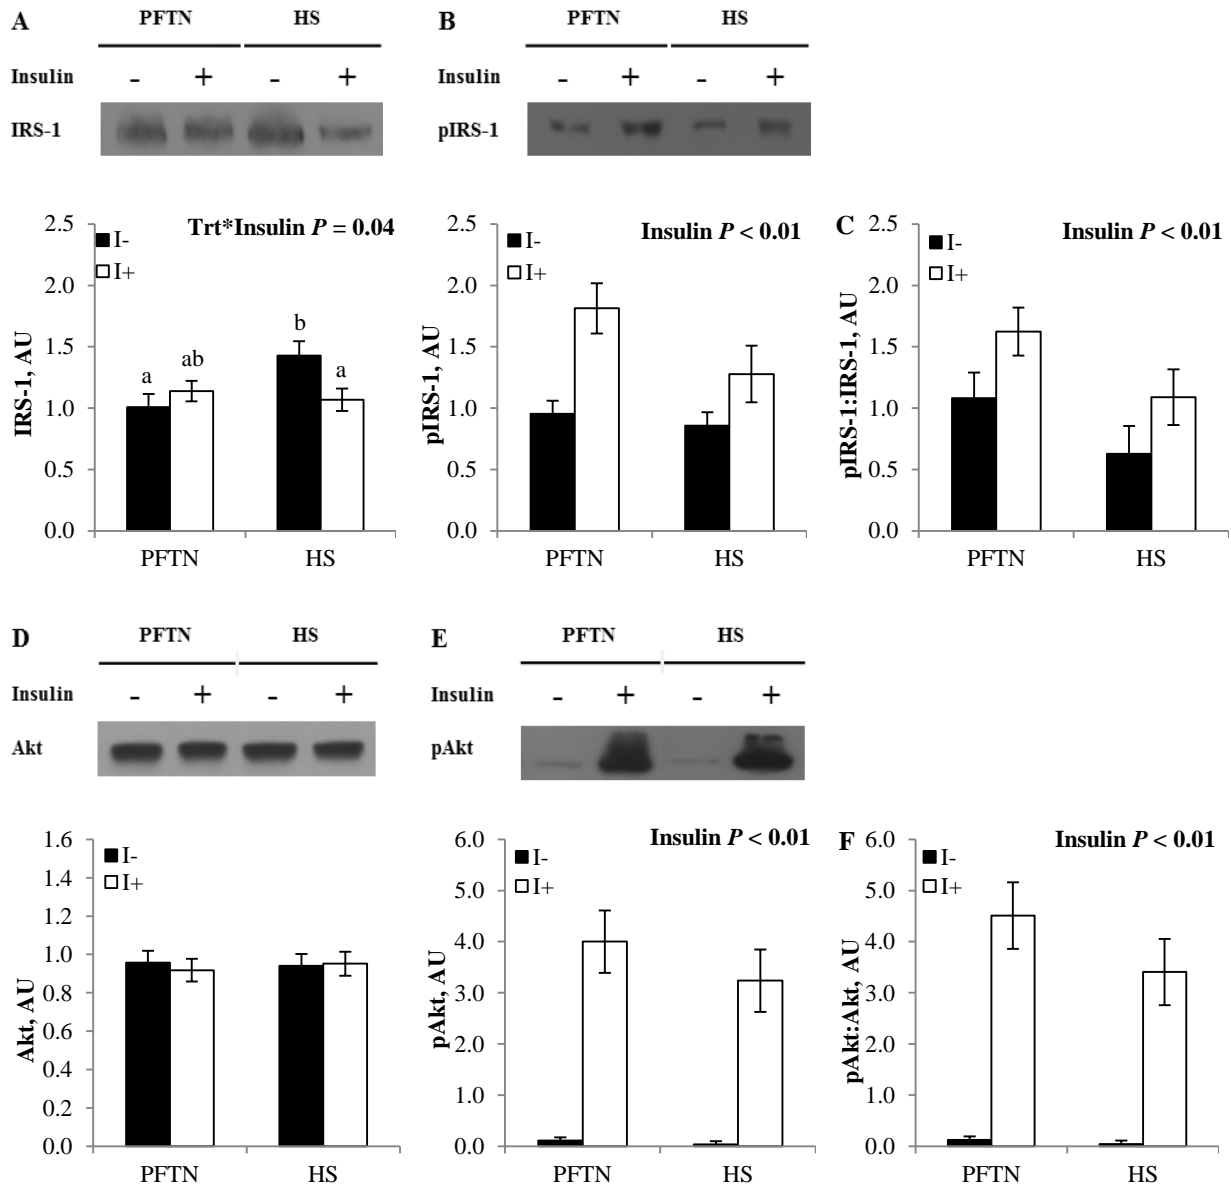 A
PFTN HS
Insulin - + - +
IRS-1
Trt*Insulin P = 0.04
I-
I+
IRS-1, AU
2.5
2.0
1.5
1.0
0.5
0.0
a ab b a
PFTN HS
B
PFTN HS
Insulin - + - +
pIRS-1
Insulin P < 0.01
I-
I+
pIRS-1, AU
2.5
2.0
1.5
1.0
0.5
0.0
PFTN HS
C
Insulin P < 0.01
I-
I+
pIRS-1:IRS-1, AU
2.5
2.0
1.5
1.0
0.5
0.0
PFTN HS
D
PFTN HS
Insulin - + - +
Akt
I-
I+
Akt, AU
1.6
1.4
1.2
1.0
0.8
0.6
0.4
0.2
0.0
PFTN HS
E
PFTN HS
Insulin - + - +
pAkt
Insulin P < 0.01
I-
I+
pAkt, AU
6.0
5.0
4.0
3.0
2.0
1.0
0.0
PFTN HS
F
Insulin P < 0.01
I-
I+
pAkt:Akt, AU
6.0
5.0
4.0
3.0
2.0
1.0
0.0
PFTN HS